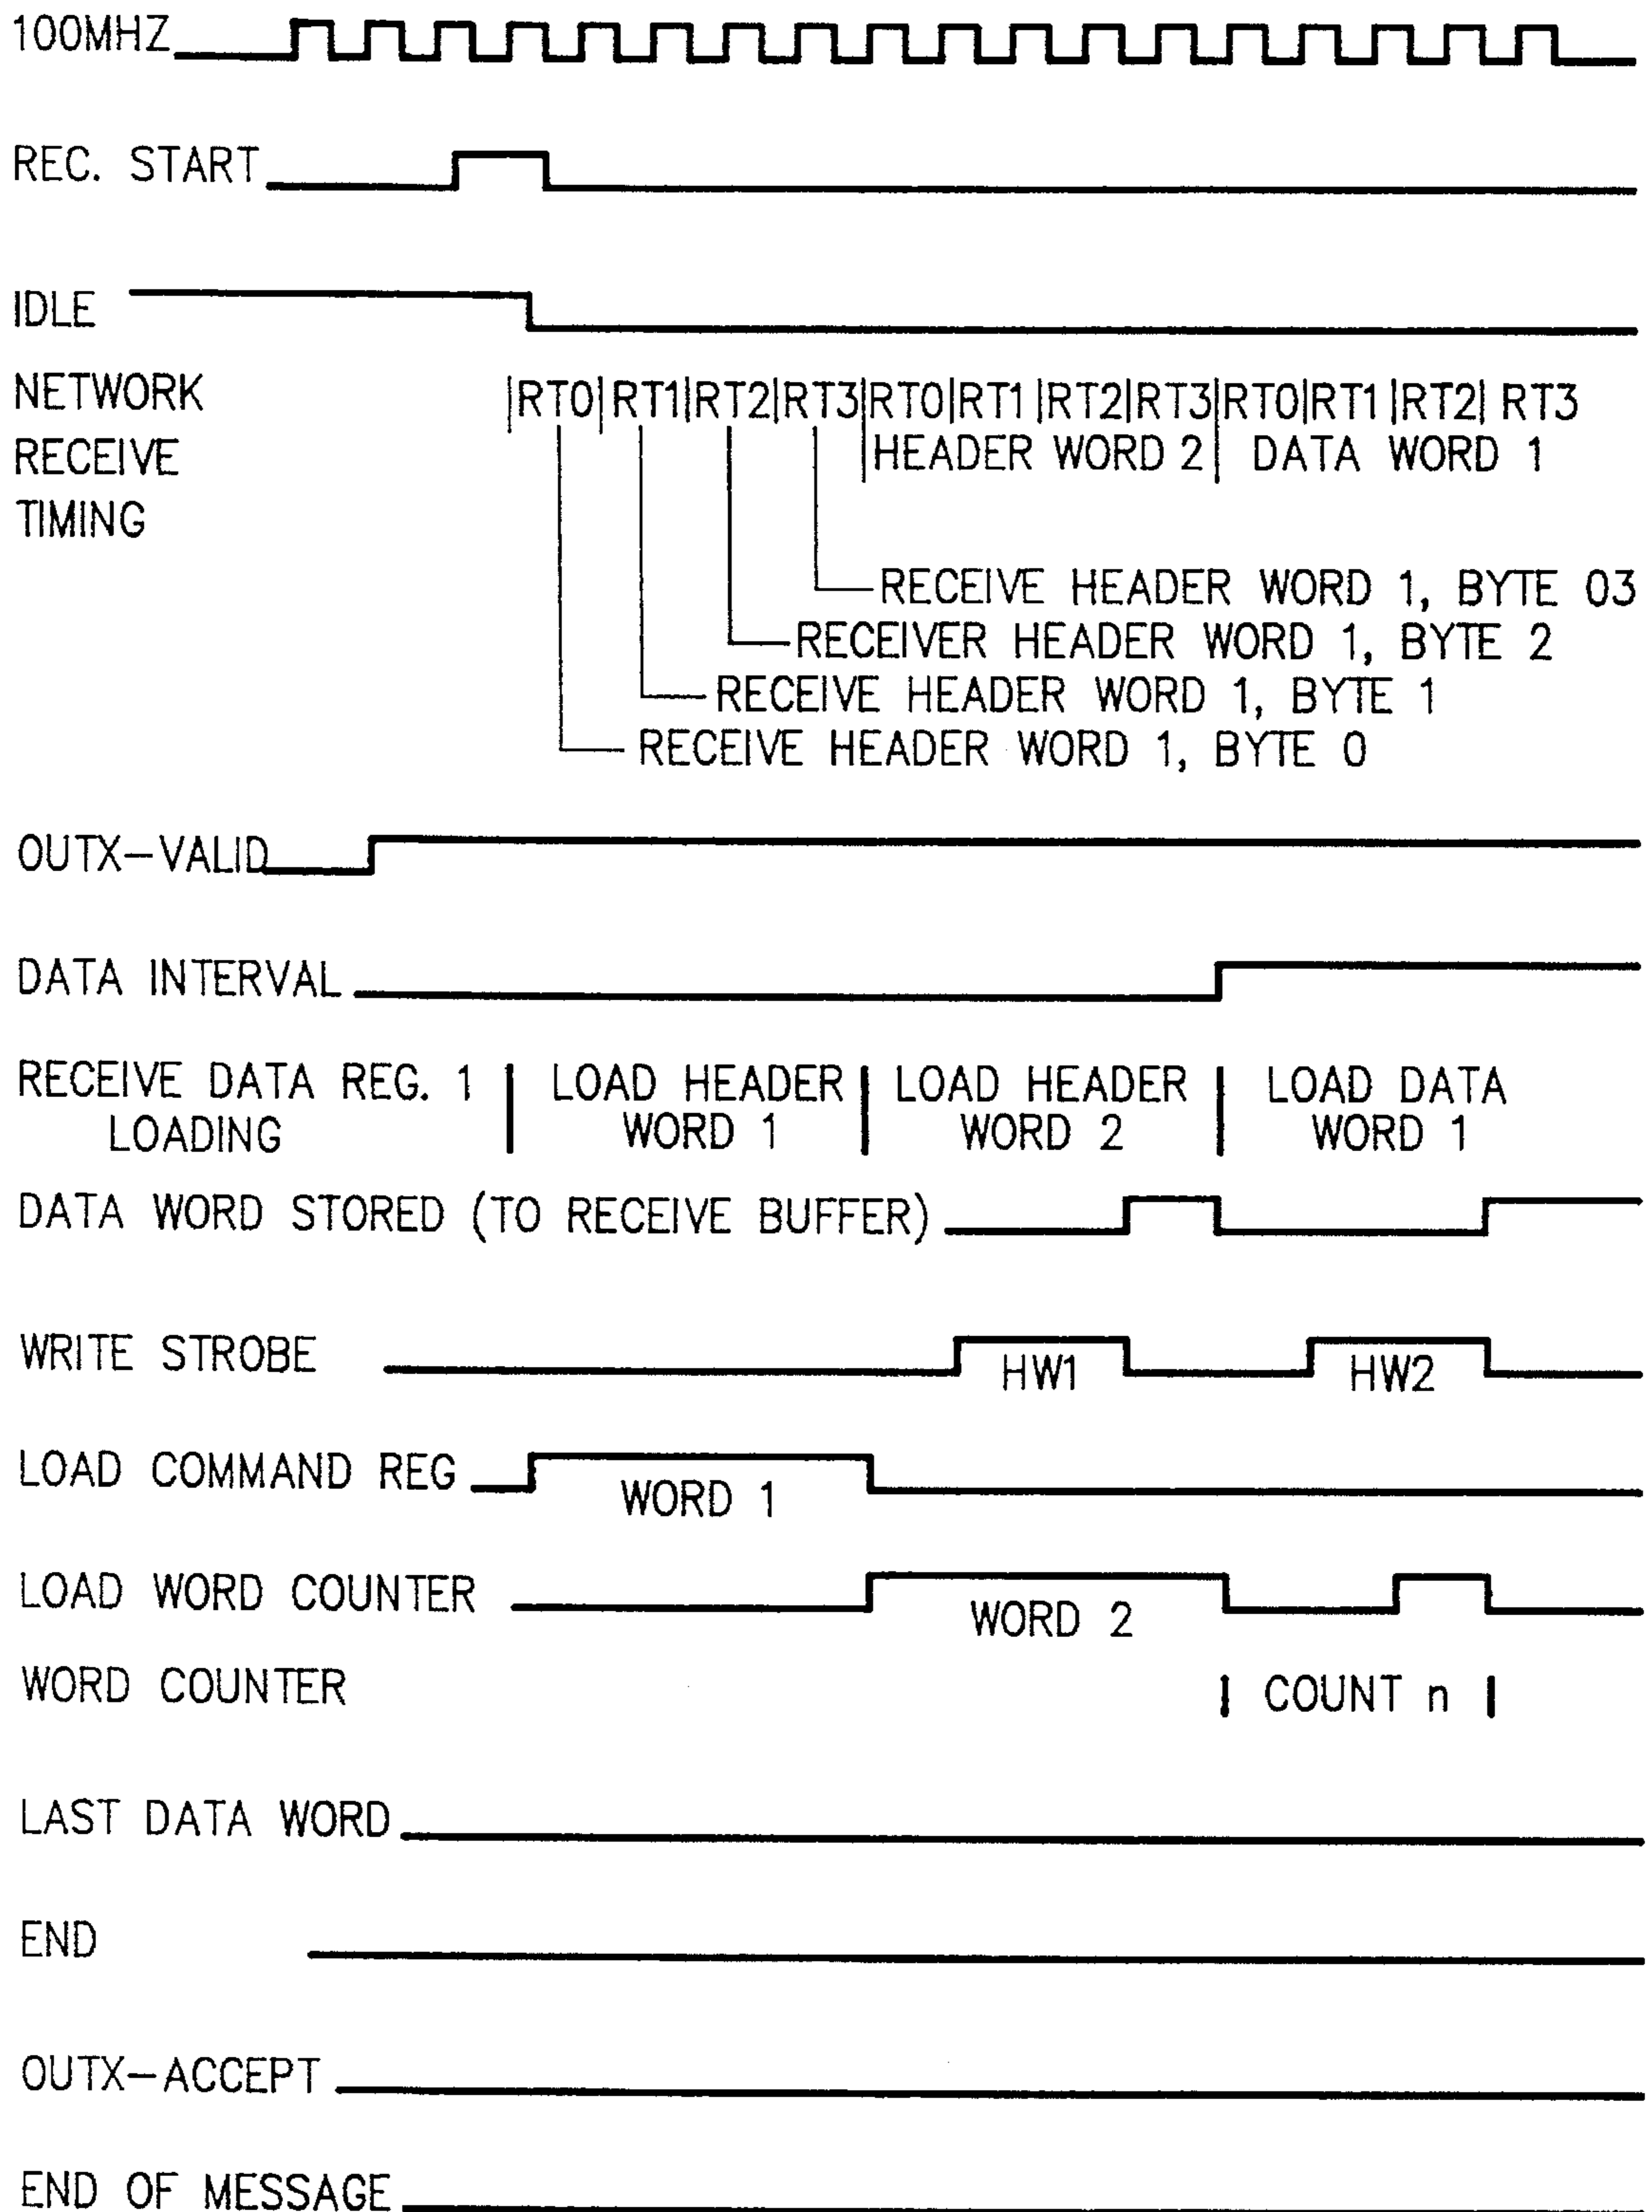 100MHZ
REC. START
IDLE
NETWORK RECEIVE TIMING
|RT0|RT1|RT2|RT3|RT0|RT1|RT2|RT3|RT0|RT1|RT2| RT3
|HEADER WORD 2| DATA WORD 1
RECEIVE HEADER WORD 1, BYTE 03
RECEIVER HEADER WORD 1, BYTE 2
RECEIVE HEADER WORD 1, BYTE 1
RECEIVE HEADER WORD 1, BYTE 0
OUTX-VALID
DATA INTERVAL
RECEIVE DATA REG. 1 | LOAD HEADER | LOAD HEADER | LOAD DATA
LOADING | WORD 1 | WORD 2 | WORD 1
DATA WORD STORED (TO RECEIVE BUFFER)
WRITE STROBE HW1 HW2
LOAD COMMAND REG
WORD 1
LOAD WORD COUNTER
WORD 2
WORD COUNTER | COUNT n |
LAST DATA WORD
END
OUTX-ACCEPT
END OF MESSAGE